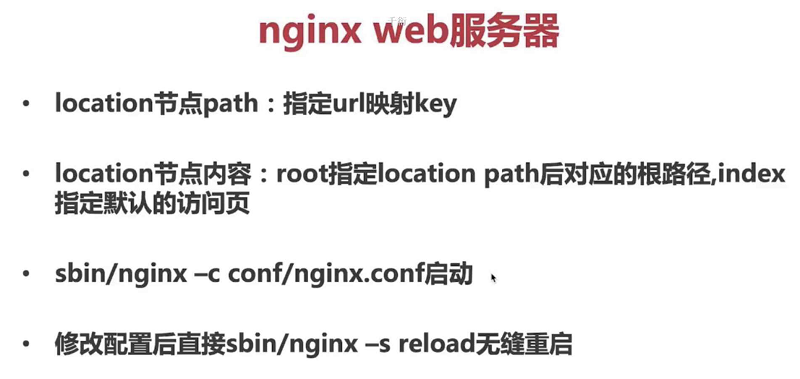 nginx web服务器
• location节点path：指定url映射key
• location节点内容：root指定location path后对应的根路径,index
指定默认的访问页
• sbin/nginx –c conf/nginx.conf启动
• 修改配置后直接sbin/nginx –s reload无缝重启